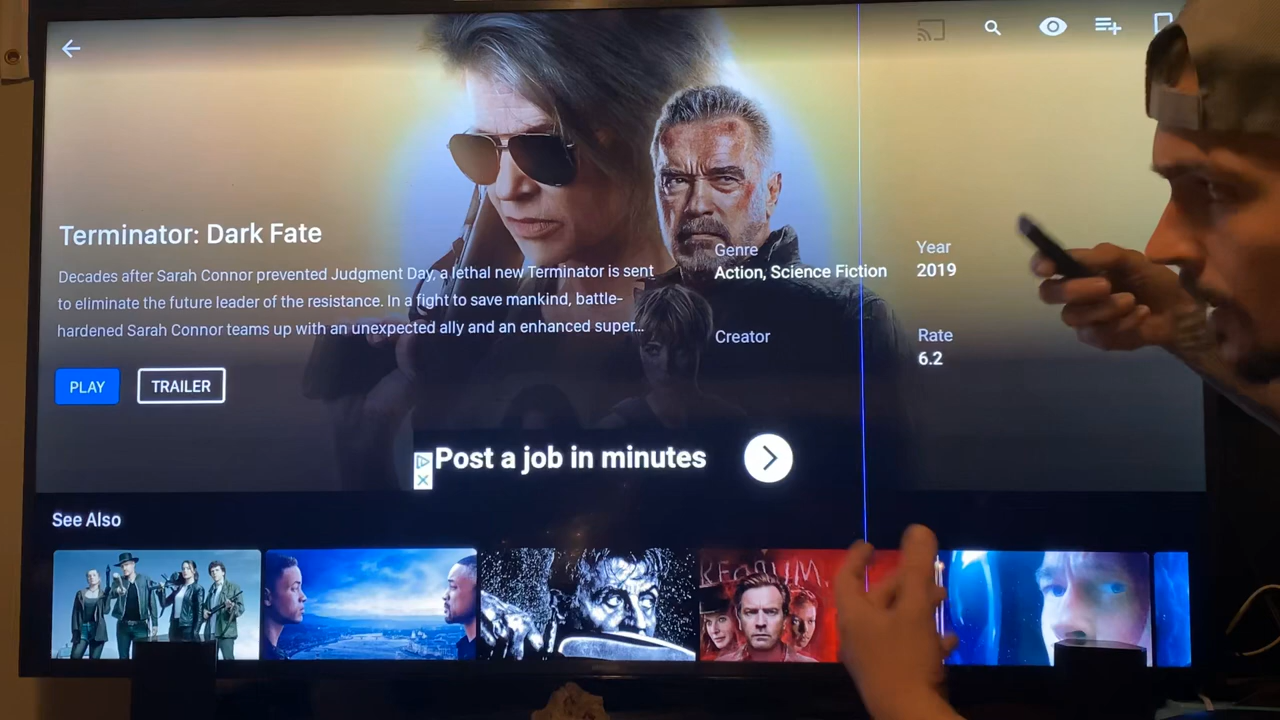 Terminator: Dark Fate
Decades after Sarah Connor prevented Judgment Day, a lethal new Terminator is sent
to eliminate the future leader of the resistance. In a fight to save mankind, battle-
hardened Sarah Connor teams up with an unexpected ally and an enhanced super...
Genre
Action, Science Fiction
Year
2019
Creator
Rate
6.2
PLAY
TRAILER
Post a job in minutes
See Also
REDRUM.